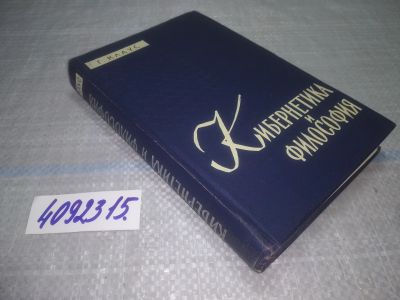 Г. КЛАУС
Кибернетика
и
философия
КИБЕРНЕТИКА И ФИЛОСОФИЯ
4092315.